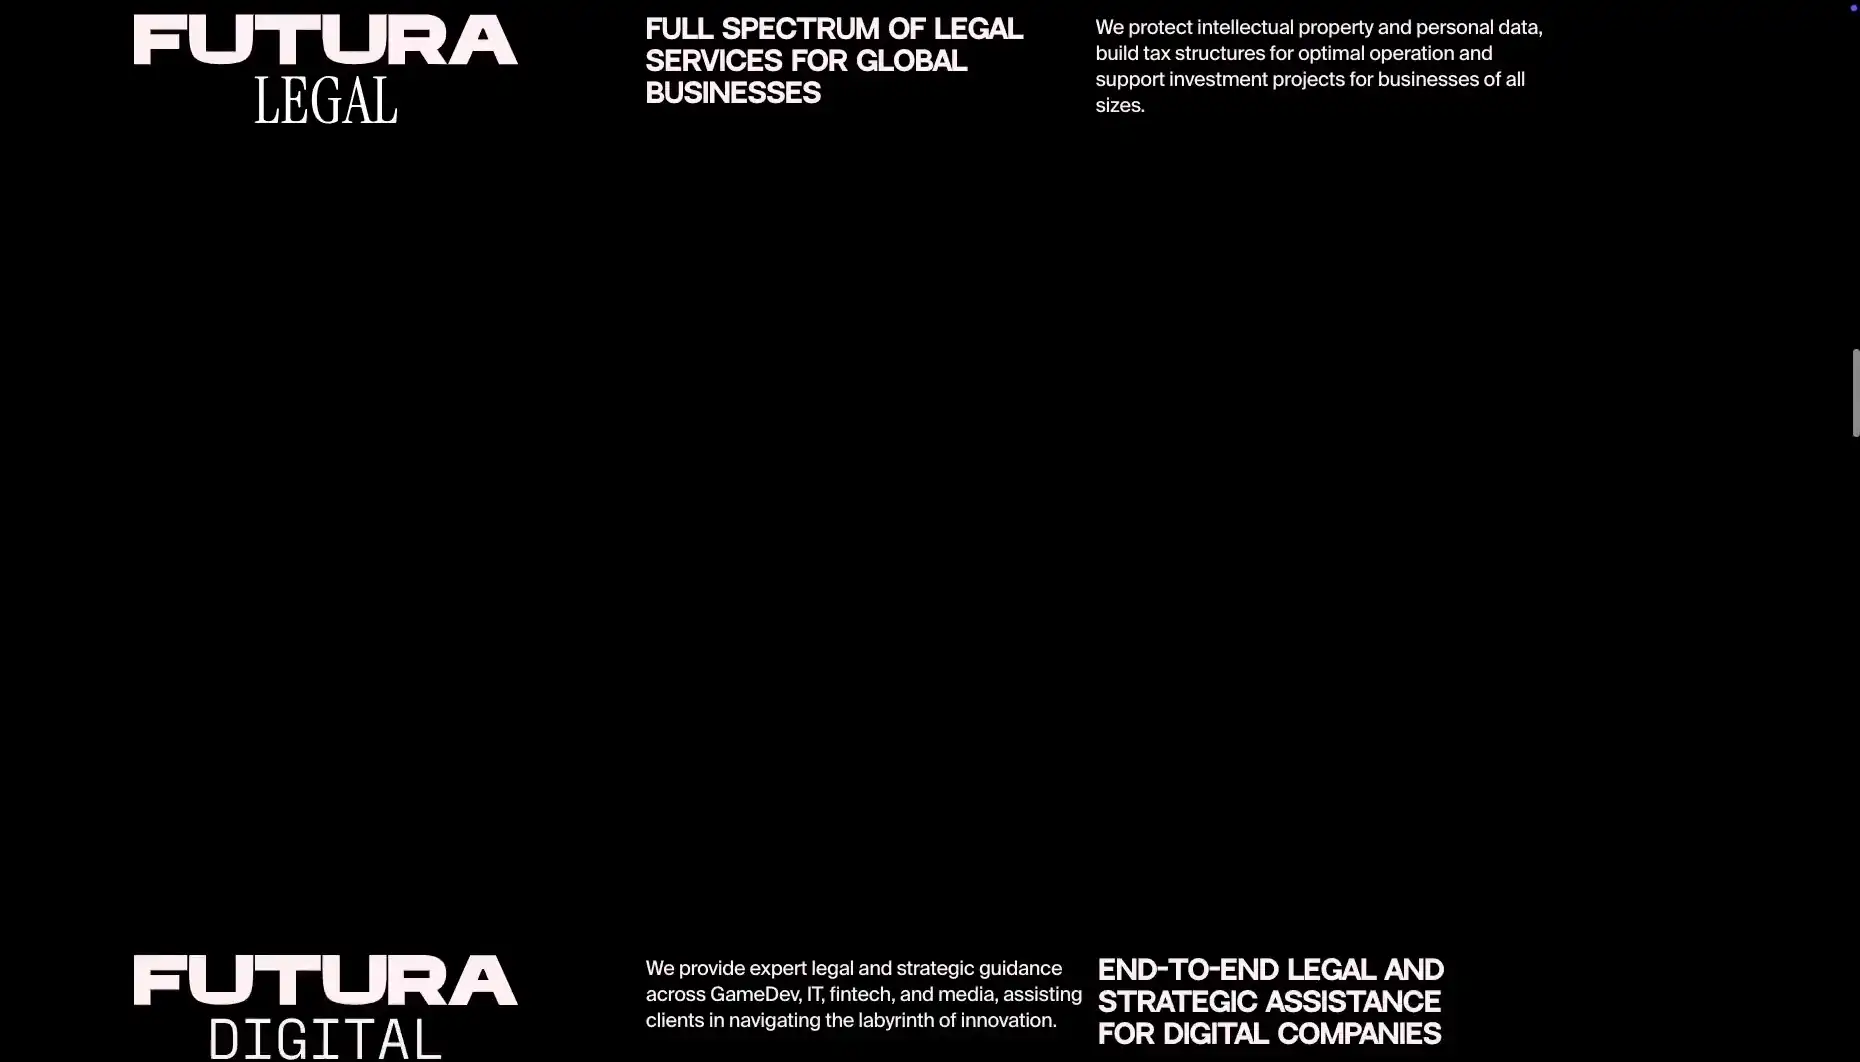 FUTURA
LEGAL
FULL SPECTRUM OF LEGAL
SERVICES FOR GLOBAL
BUSINESSES
We protect intellectual property and personal data,
build tax structures for optimal operation and
support investment projects for businesses of all
sizes.
FUTURA
DIGITAL
We provide expert legal and strategic guidance
across GameDev, IT, fintech, and media, assisting
clients in navigating the labyrinth of innovation.
END-TO-END LEGAL AND
STRATEGIC ASSISTANCE
FOR DIGITAL COMPANIES